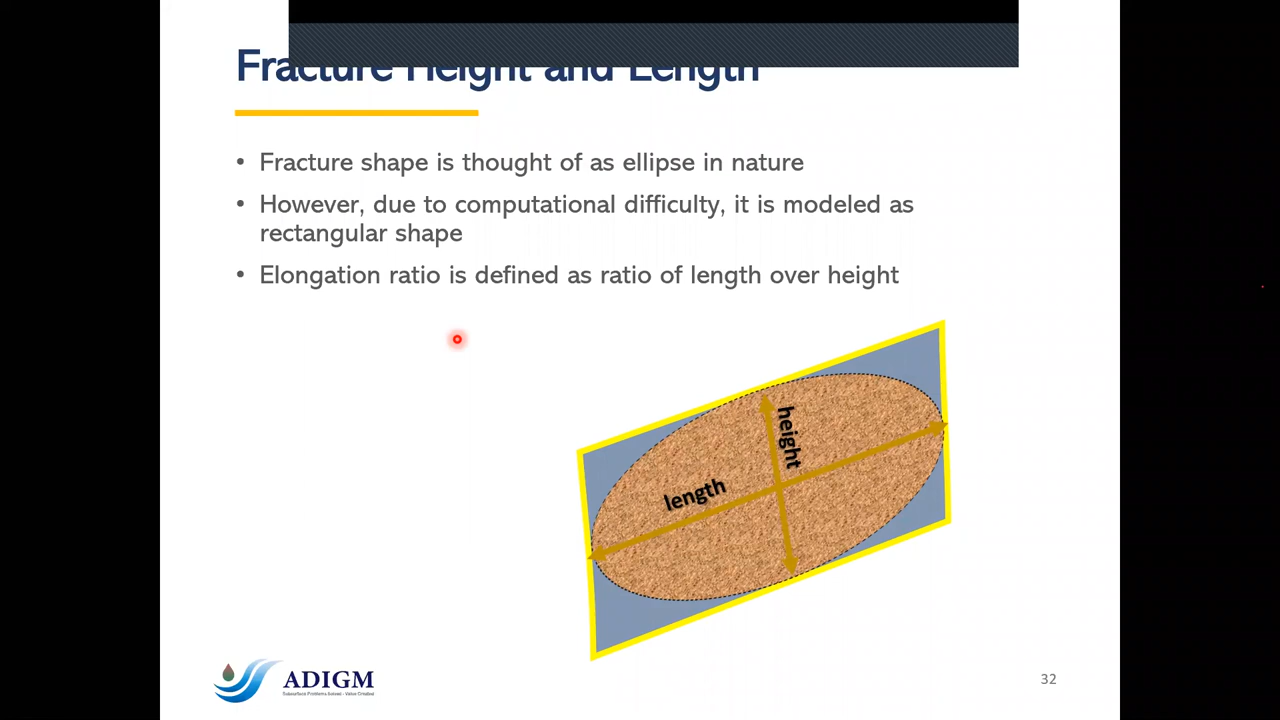 Fracture Height and Length
• Fracture shape is thought of as ellipse in nature
• However, due to computational difficulty, it is modeled as
rectangular shape
• Elongation ratio is defined as ratio of length over height
height
length
ADIGM
Subsurface Problems Solved - Value Created
32